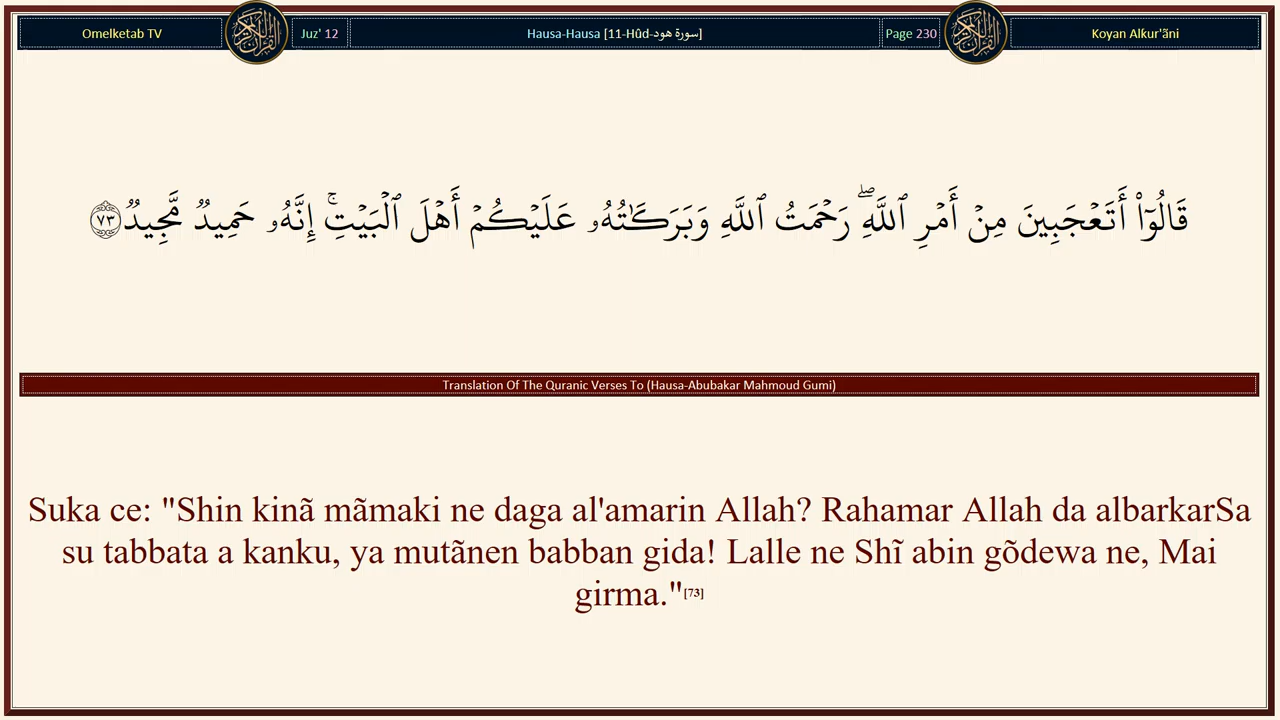 Omelketab TV
Juz' 12
Hausa-Hausa [11-Hûd-سورة هود]
Page 230
Koyan Alƙur'ãni
قَالُوٓا۟ أَتَعْجَبِينَ مِنْ أَمْرِ ٱللَّهِ ۖ رَحْمَتُ ٱللَّهِ وَبَرَكَـٰتُهُۥ عَلَيْكُمْ أَهْلَ ٱلْبَيْتِ ۚ إِنَّهُۥ حَمِيدٌ مَّجِيدٌ ٧٣
Translation Of The Quranic Verses To (Hausa-Abubakar Mahmoud Gumi)
Suka ce: "Shin kinã mãmaki ne daga al'amarin Allah? Rahamar Allah da albarkarSa
su tabbata a kanku, ya mutãnen babban gida! Lalle ne Shĩ abin gõdewa ne, Mai
girma."[73]